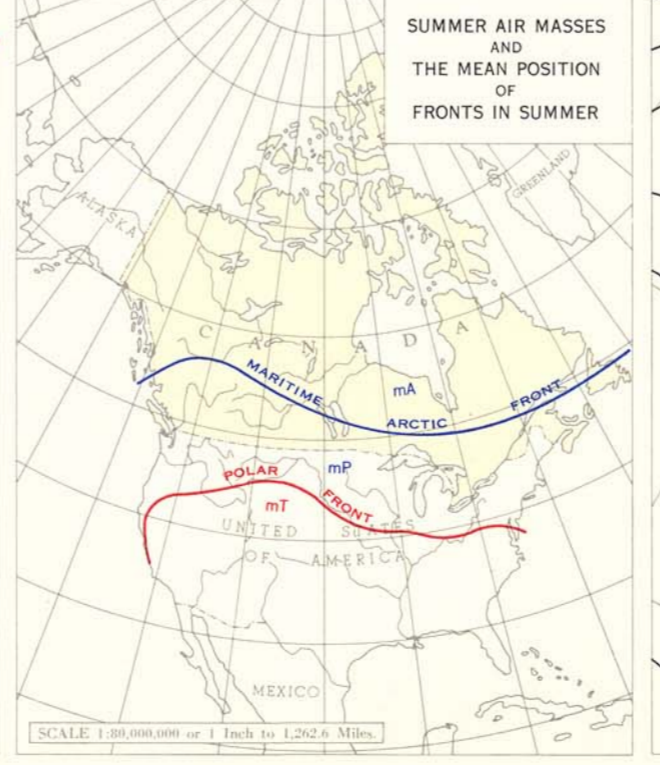 SUMMER AIR MASSES
AND
THE MEAN POSITION
OF
FRONTS IN SUMMER
GREENLAND
ALASKA
CANADA
MARITIME ARCTIC FRONT
mA
mP
POLAR FRONT
mT
UNITED STATES
OF AMERICA
MEXICO
SCALE 1:80,000,000 or 1 Inch to 1,262.6 Miles.